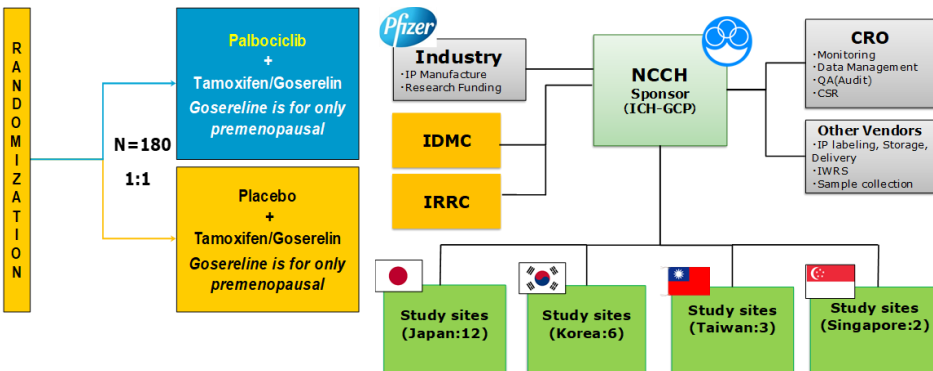 RANDOMIZATION
N=180
1:1
Palbociclib
+
Tamoxifen/Goserelin
Gosereline is for only
premenopausal
Placebo
+
Tamoxifen/Goserelin
Gosereline is for only
premenopausal
Pfizer
Industry
・IP Manufacture
・Research Funding
IDMC
IRRC
NCCH
Sponsor
(ICH-GCP)
CRO
・Monitoring
・Data Management
・QA(Audit)
・CSR
Other Vendors
・IP labeling, Storage,
Delivery
・IWRS
・Sample collection
Study sites
(Japan:12)
Study sites
(Korea:6)
Study sites
(Taiwan:3)
Study sites
(Singapore:2)